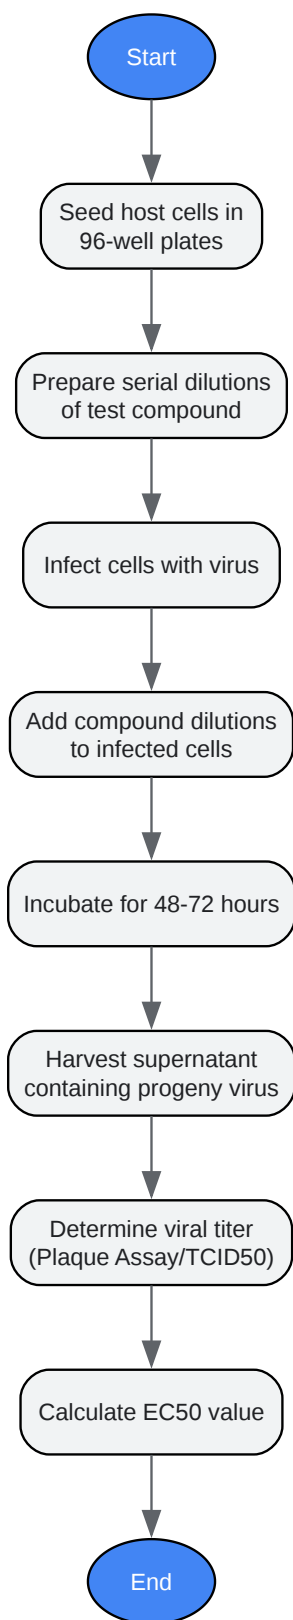 Start
Seed host cells in
96-well plates
Prepare serial dilutions
of test compound
Infect cells with virus
Add compound dilutions
to infected cells
Incubate for 48-72 hours
Harvest supernatant
containing progeny virus
Determine viral titer
(Plaque Assay/TCID50)
Calculate EC50 value
End